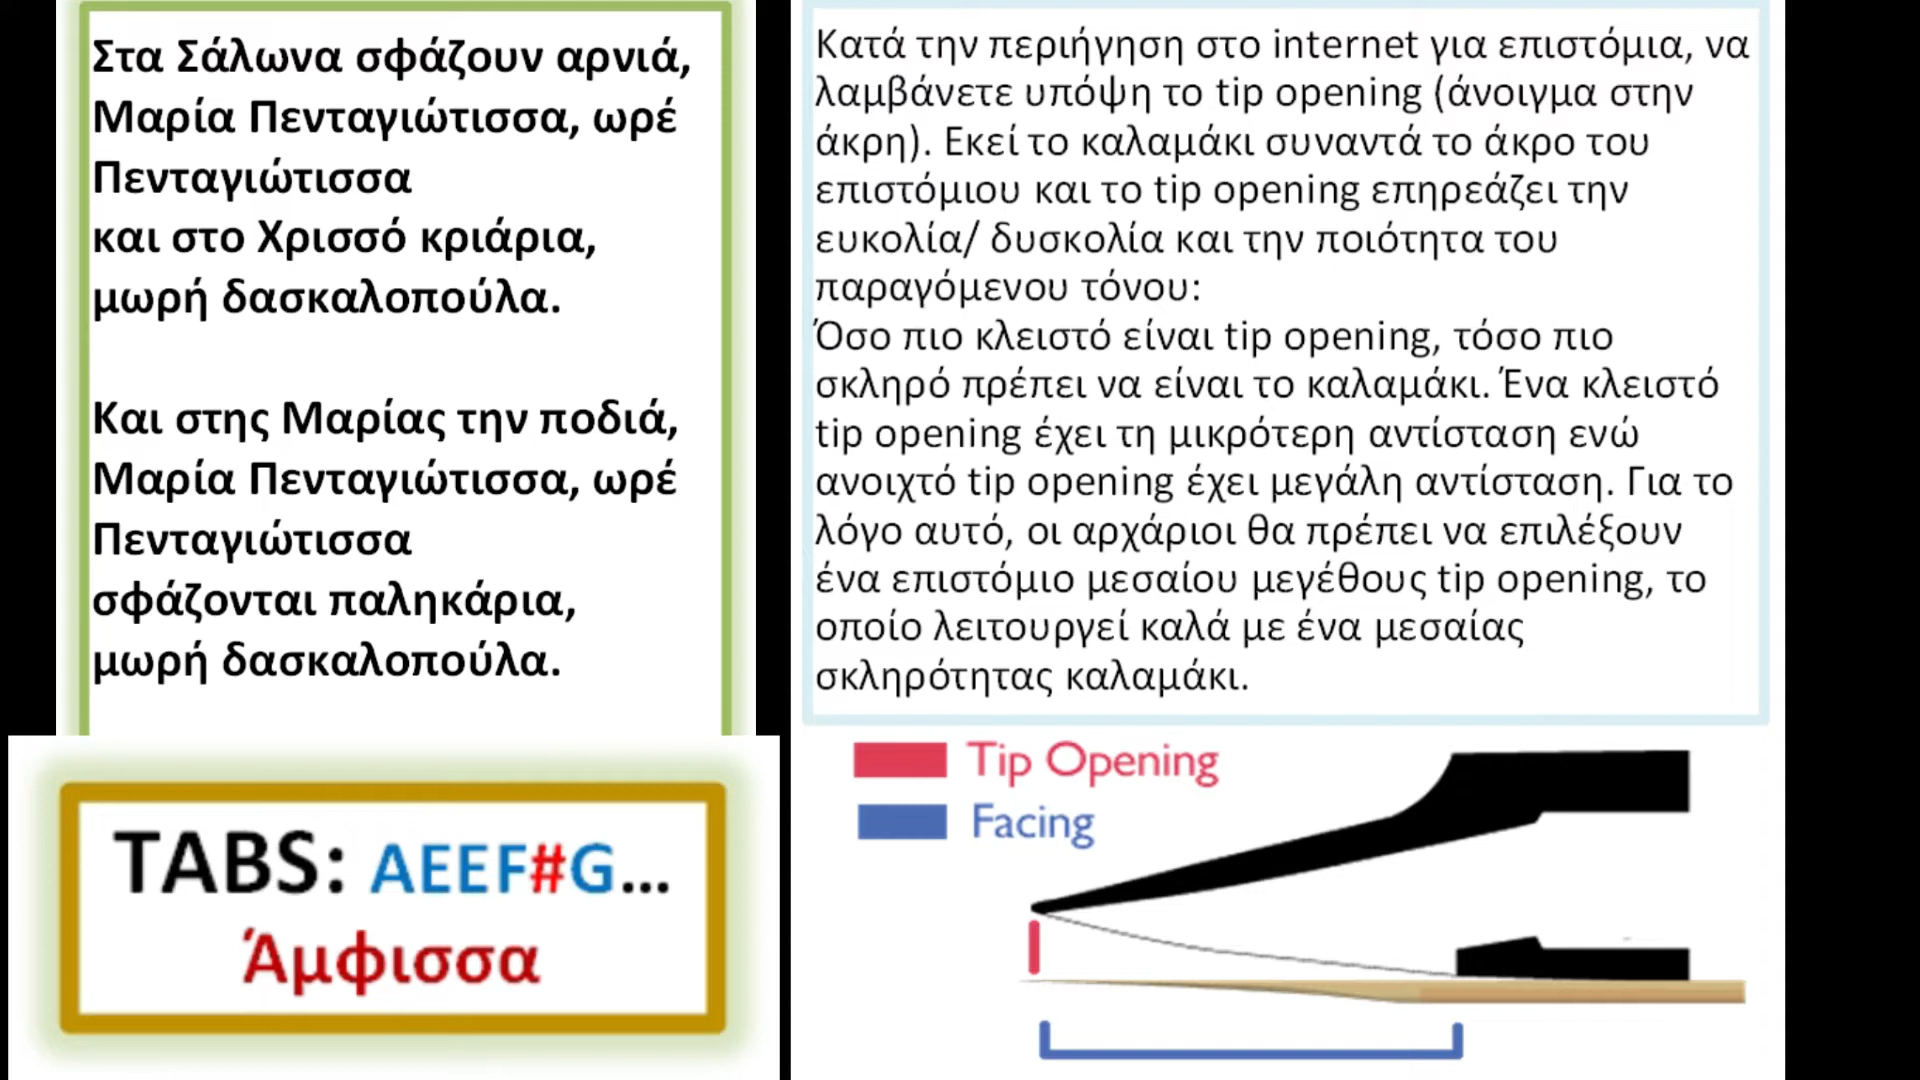 Στα Σάλωνα σφάζουν αρνιά,
Μαρία Πενταγιώτισσα, ωρέ
Πενταγιώτισσα
και στο Χρισσό κριάρια,
μωρή δασκαλοπούλα.
Και στης Μαρίας την ποδιά,
Μαρία Πενταγιώτισσα, ωρέ
Πενταγιώτισσα
σφάζονται παληκάρια,
μωρή δασκαλοπούλα.
TABS: AEEF#G...
Άμφισσα
Κατά την περιήγηση στο internet για επιστόμια, να
λαμβάνετε υπόψη το tip opening (άνοιγμα στην
άκρη). Εκεί το καλαμάκι συναντά το άκρο του
επιστόμιου και το tip opening επηρεάζει την
ευκολία/ δυσκολία και την ποιότητα του
παραγόμενου τόνου:
Όσο πιο κλειστό είναι tip opening, τόσο πιο
σκληρό πρέπει να είναι το καλαμάκι. Ένα κλειστό
tip opening έχει τη μικρότερη αντίσταση ενώ
ανοιχτό tip opening έχει μεγάλη αντίσταση. Για το
λόγο αυτό, οι αρχάριοι θα πρέπει να επιλέξουν
ένα επιστόμιο μεσαίου μεγέθους tip opening, το
οποίο λειτουργεί καλά με ένα μεσαίας
σκληρότητας καλαμάκι.
Tip Opening
Facing